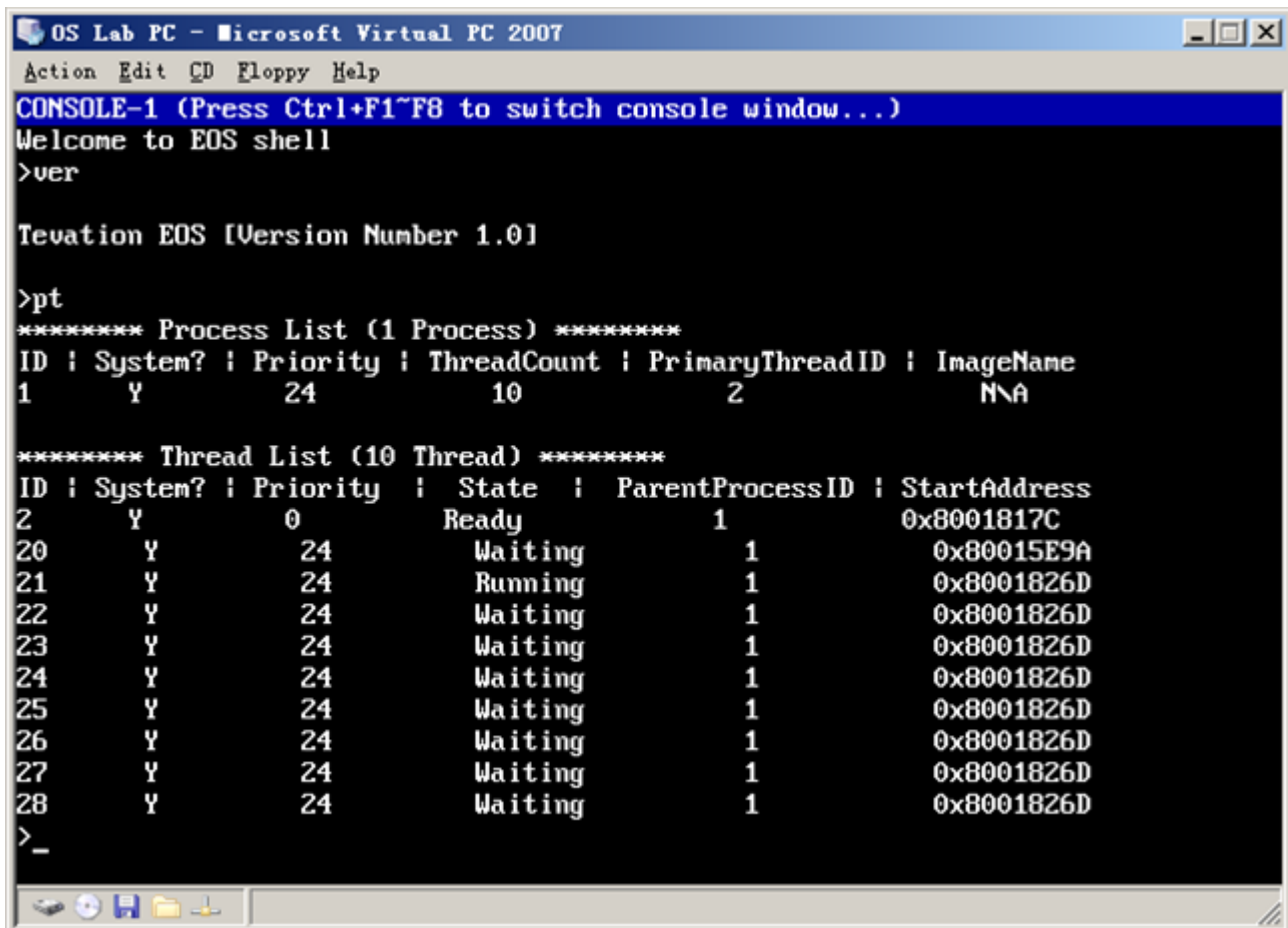 OS Lab PC - Microsoft Virtual PC 2007
Action Edit CD Floppy Help
CONSOLE-1 (Press Ctrl+F1~F8 to switch console window...)
Welcome to EOS shell
>ver
Tevation EOS [Version Number 1.0]
>pt
******** Process List (1 Process) ********
ID | System? | Priority | ThreadCount | PrimaryThreadID | ImageName
1 Y 24 10 2 N\A
******** Thread List (10 Thread) ********
ID | System? | Priority | State | ParentProcessID | StartAddress
2 Y 0 Ready 1 0x8001817C
20 Y 24 Waiting 1 0x80015E9A
21 Y 24 Running 1 0x8001826D
22 Y 24 Waiting 1 0x8001826D
23 Y 24 Waiting 1 0x8001826D
24 Y 24 Waiting 1 0x8001826D
25 Y 24 Waiting 1 0x8001826D
26 Y 24 Waiting 1 0x8001826D
27 Y 24 Waiting 1 0x8001826D
28 Y 24 Waiting 1 0x8001826D
>_